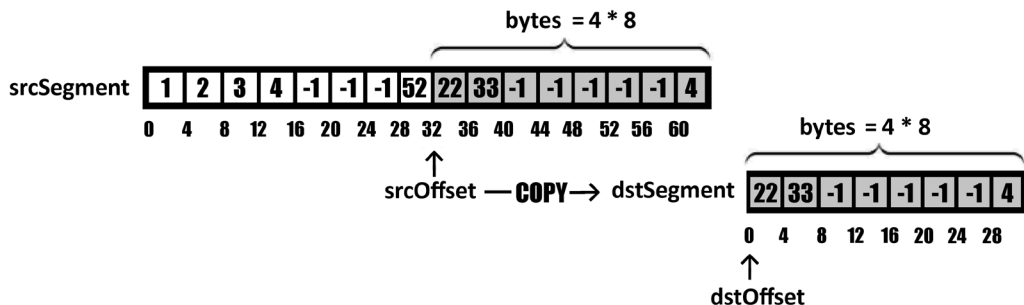 bytes = 4 * 8
srcSegment 1 2 3 4 -1 -1 -1 52 22 33 -1 -1 -1 -1 -1 4
0 4 8 12 16 20 24 28 32 36 40 44 48 52 56 60
bytes = 4 * 8
srcOffset COPY dstSegment 22 33 -1 -1 -1 -1 -1 4
0 4 8 12 16 20 24 28
dstOffset